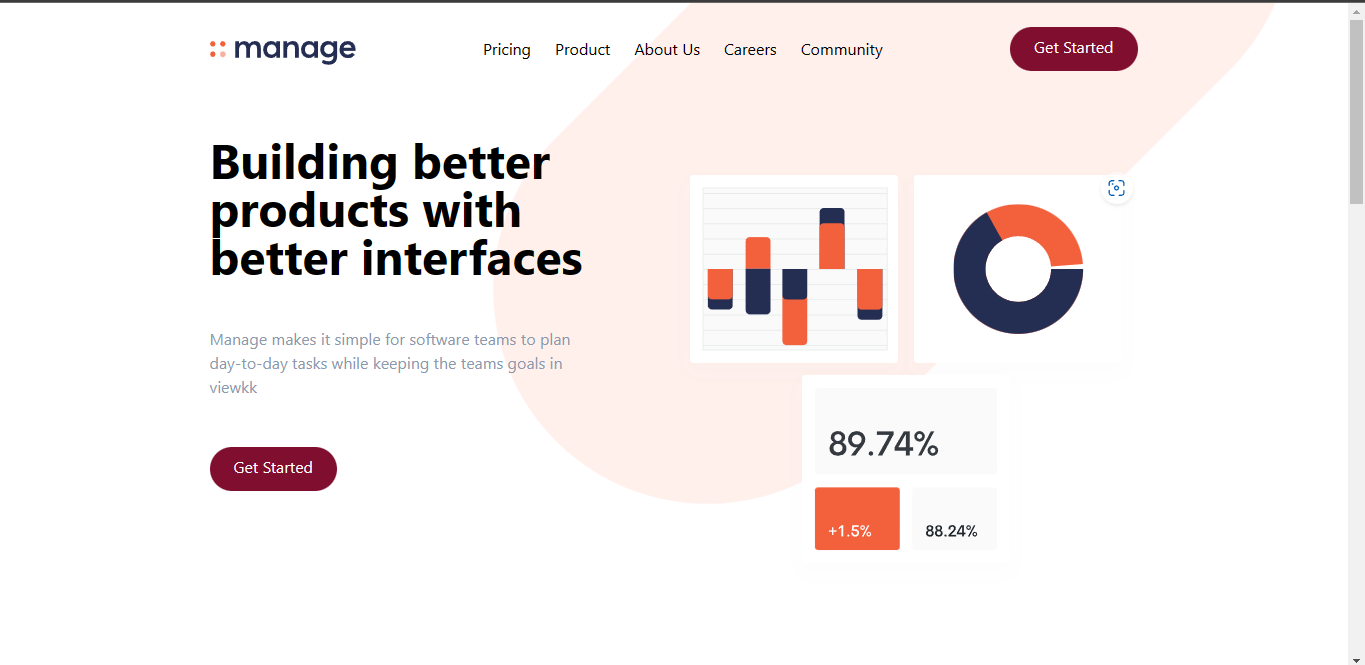 manage
Pricing
Product
About Us
Careers
Community
Get Started
Building better
products with
better interfaces
Manage makes it simple for software teams to plan
day-to-day tasks while keeping the teams goals in
viewkk
Get Started
89.74%
+1.5%
88.24%